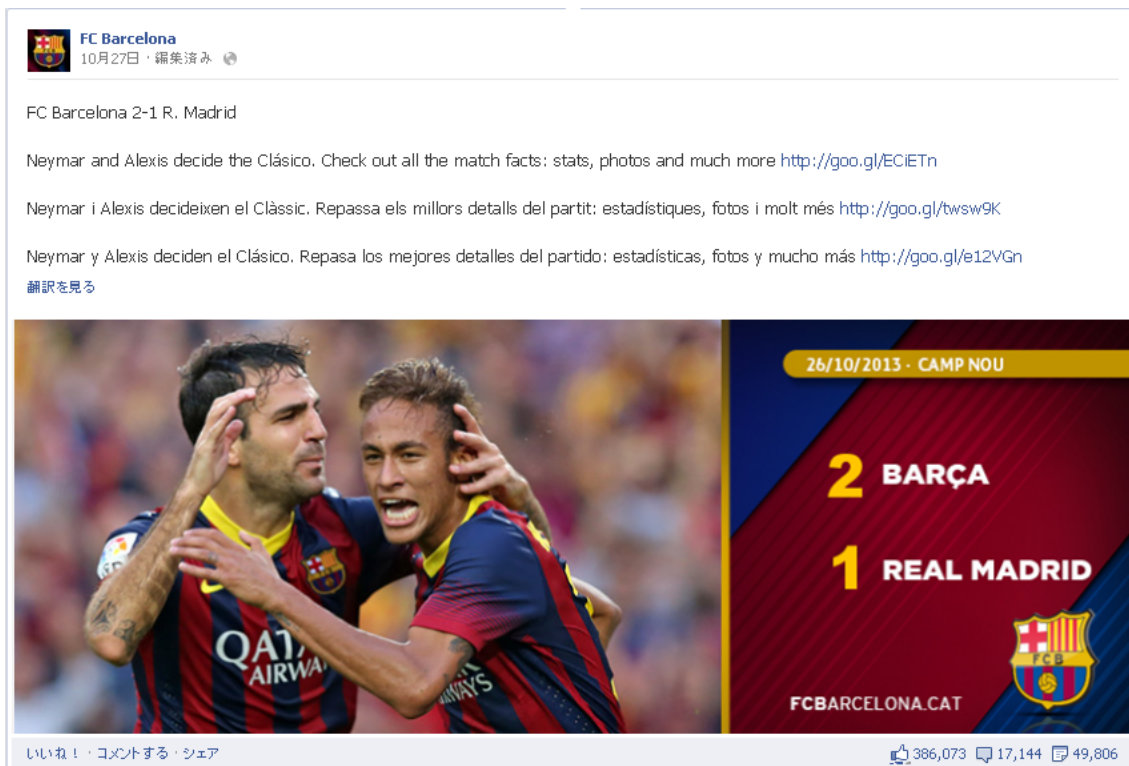 FC Barcelona
10月27日 · 編集済み
FC Barcelona 2-1 R. Madrid
Neymar and Alexis decide the Clásico. Check out all the match facts: stats, photos and much more http://goo.gl/ECiETn
Neymar i Alexis decideixen el Clàssic. Repassa els millors detalls del partit: estadístiques, fotos i molt més http://goo.gl/twsw9K
Neymar y Alexis deciden el Clásico. Repasa los mejores detalles del partido: estadísticas, fotos y mucho más http://goo.gl/e12VGn
翻訳を見る
26/10/2013 · CAMP NOU
2 BARÇA
1 REAL MADRID
FCB
FCBARCELONA.CAT
QATAR
AIRWA
WAYS
いいね！ · コメントする · シェア
386,073 17,144 49,806